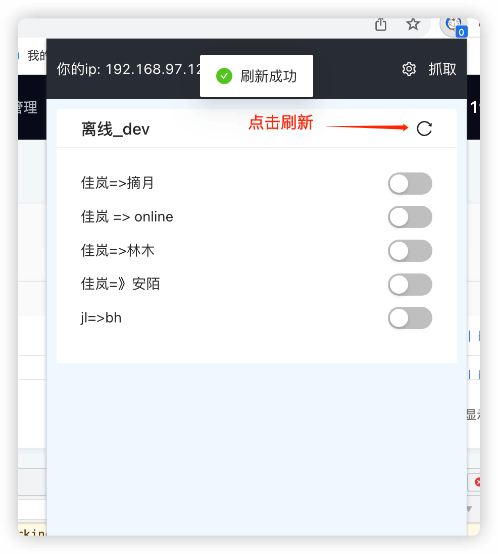 0
我的
你的ip: 192.168.97.12
刷新成功
抓取
管理
离线_dev
点击刷新
佳岚=>摘月
佳岚 => online
佳岚=>林木
佳岚=》安陌
jl=>bh
显示
rking